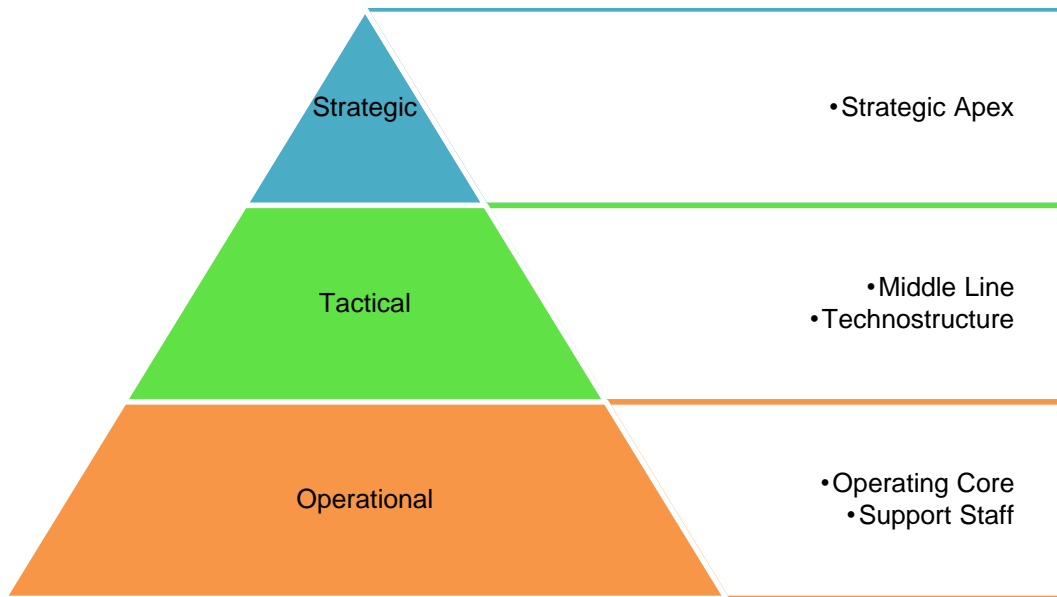 Strategic
•Strategic Apex
Tactical
•Middle Line
•Technostructure
Operational
•Operating Core
•Support Staff